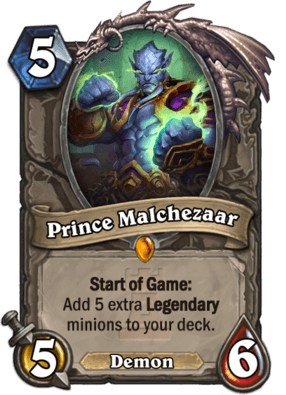 5
Prince Malchezaar
Start of Game:
Add 5 extra Legendary
minions to your deck.
5
Demon
6